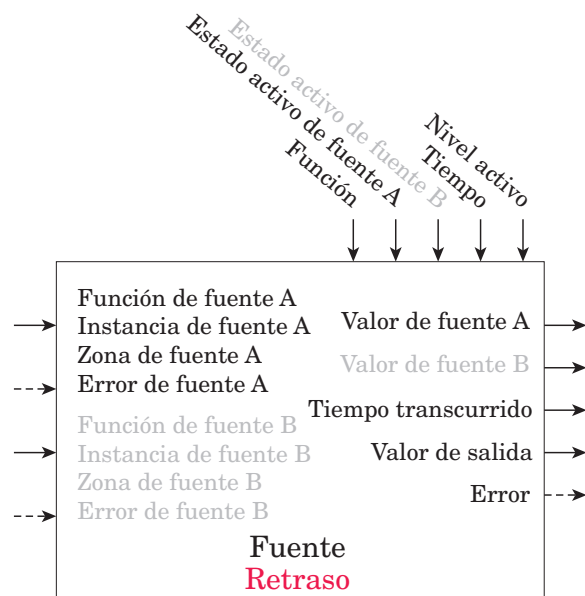 Estado activo de fuente B
Estado activo de fuente A
Función
Nivel activo
Tiempo
Función de fuente A
Instancia de fuente A
Zona de fuente A
Error de fuente A
Función de fuente B
Instancia de fuente B
Zona de fuente B
Error de fuente B
Valor de fuente A
Valor de fuente B
Tiempo transcurrido
Valor de salida
Error
Fuente
Retraso